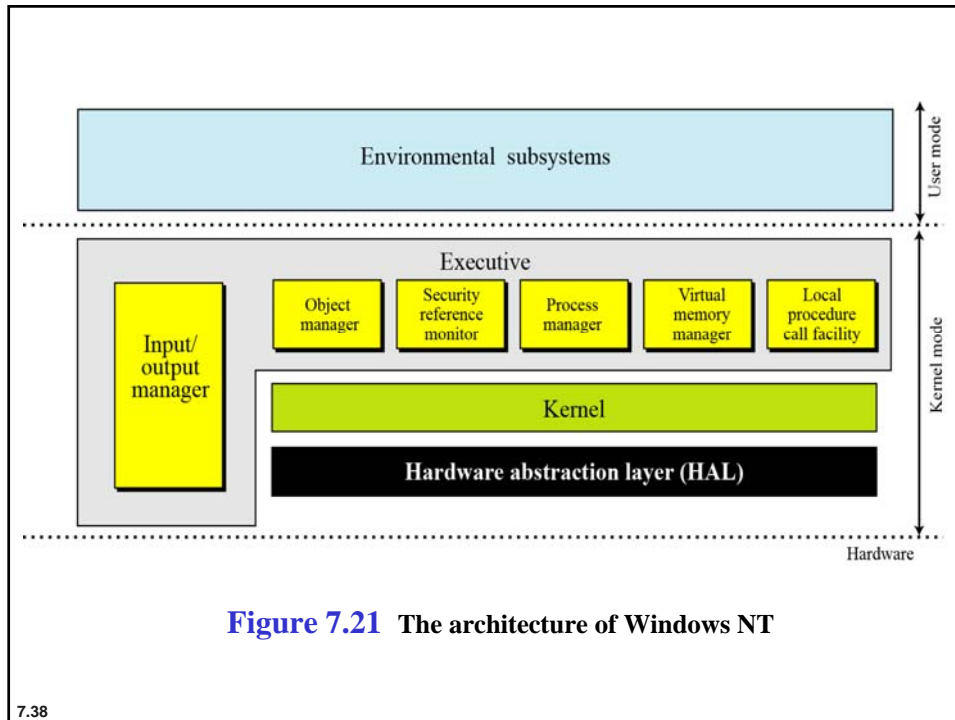 Environmental subsystems
User mode
Executive
Input/
output
manager
Object
manager
Security
reference
monitor
Process
manager
Virtual
memory
manager
Local
procedure
call facility
Kernel
Hardware abstraction layer (HAL)
Kernel mode
Hardware
Figure 7.21 The architecture of Windows NT
7.38